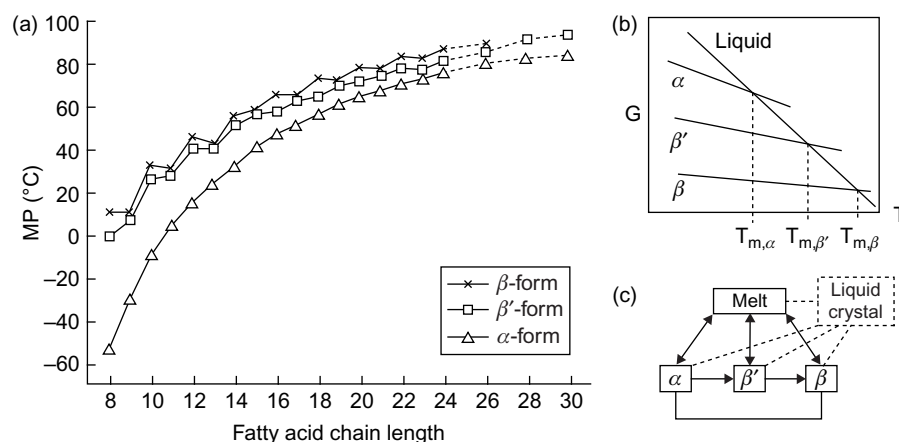 (a)
100
80
60
40
20
0
−20
−40
−60
MP (°C)
8 10 12 14 16 18 20 22 24 26 28 30
Fatty acid chain length
β-form
β′-form
α-form
(b)
Liquid
α
β′
β
G
T
Tm,α Tm,β′ Tm,β
(c)
Melt
Liquid
crystal
α β′ β